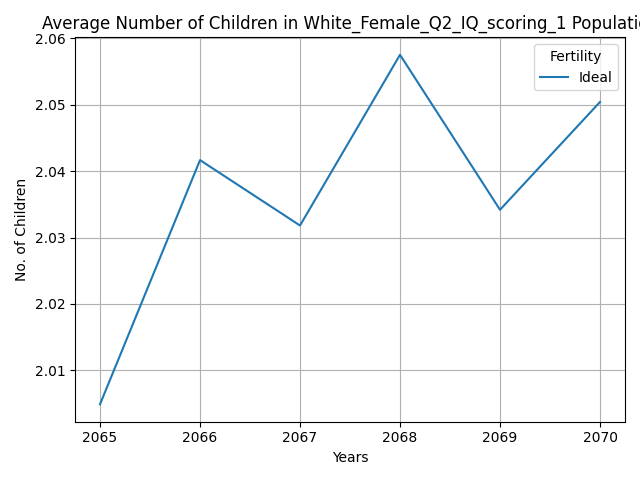 Average Number of Children in White_Female_Q2_IQ_scoring_1 Populatio
2.06
2.05
2.04
2.03
2.02
2.01
No. of Children
Fertility
Ideal
2065 2066 2067 2068 2069 2070
Years